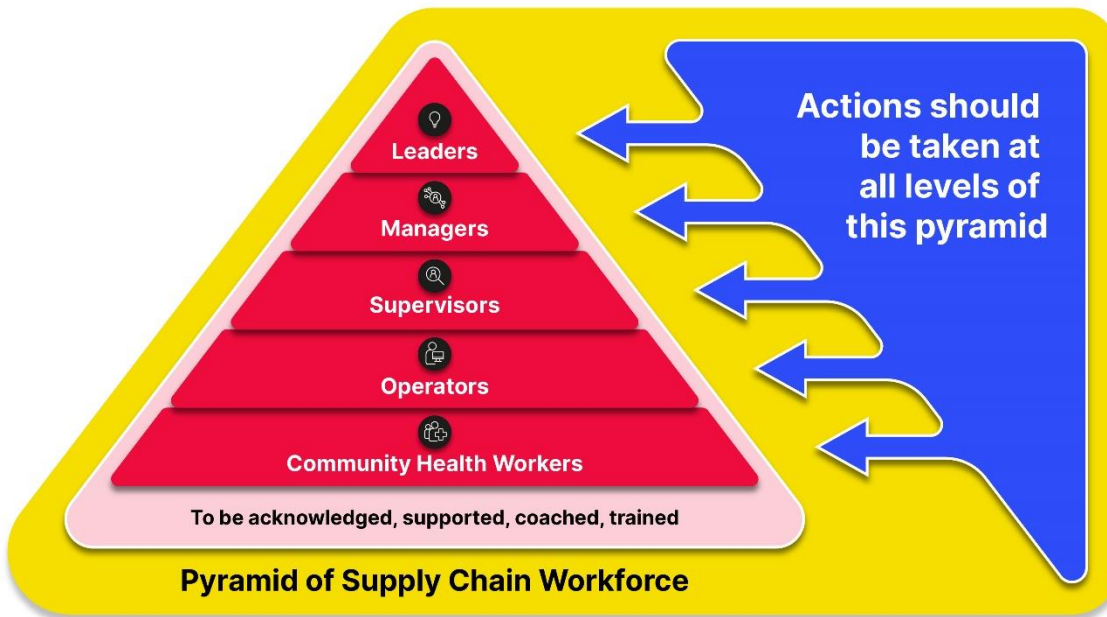 Leaders
Managers
Supervisors
Operators
Community Health Workers
To be acknowledged, supported, coached, trained
Pyramid of Supply Chain Workforce
Actions should
be taken at
all levels of
this pyramid